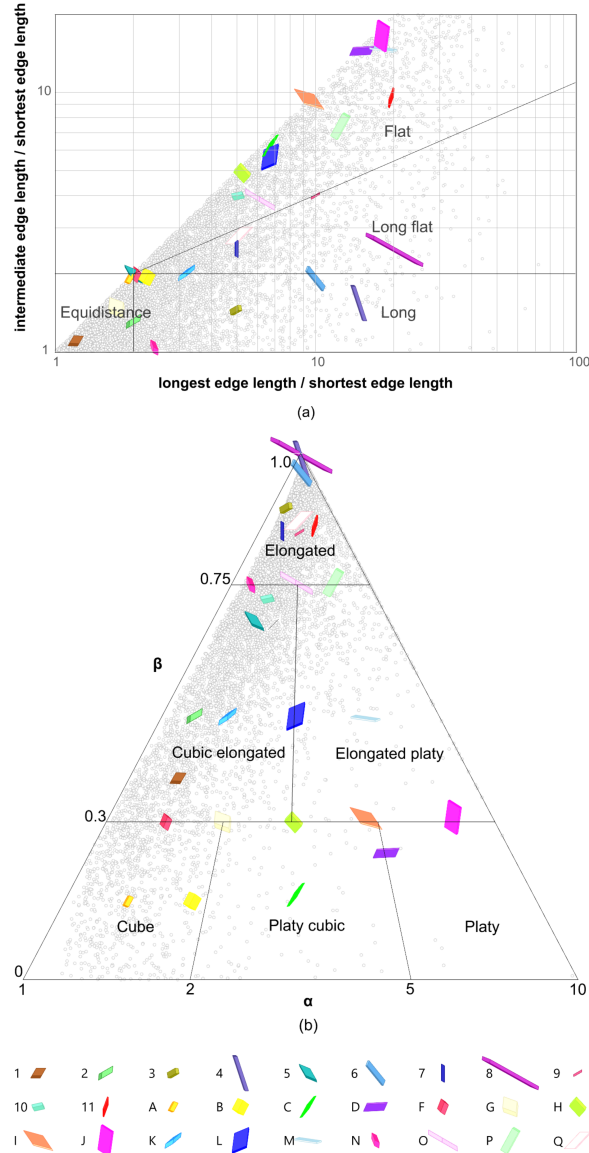 intermediate edge length / shortest edge length
10
Flat
Long flat
Equidistance
Long
1
1
10
100
longest edge length / shortest edge length
(a)
1.0
Elongated
0.75
β
Cubic elongated
Elongated platy
0.3
Cube
Platy cubic
Platy
0
1
2
5
10
α
(b)
1 2 3 4 5 6 7 8 9
10 11 A B C D F G H
I J K L M N O P Q